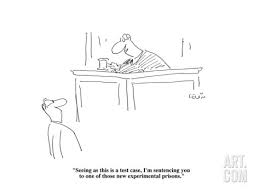 "Seeing as this is a test case, I'm sentencing you
to one of those new experimental prisons."
ART.
COM